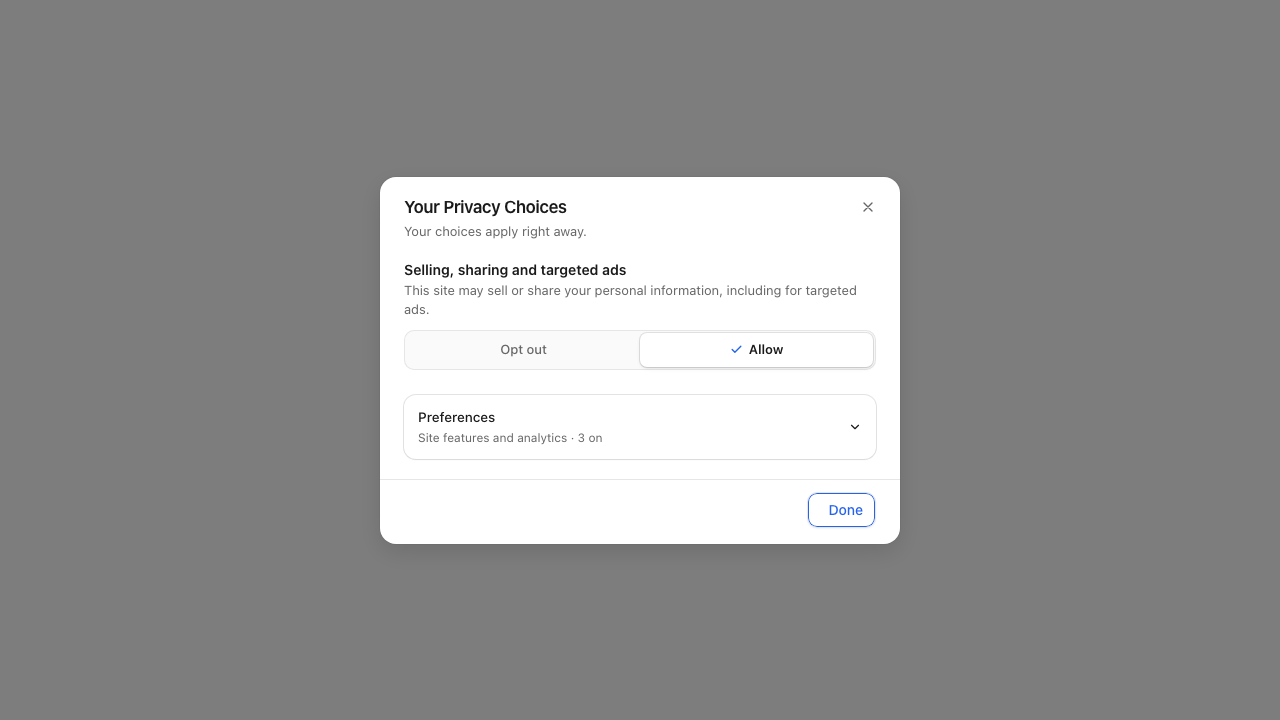 Your Privacy Choices
Your choices apply right away.
Selling, sharing and targeted ads
This site may sell or share your personal information, including for targeted
ads.
Opt out
Allow
Preferences
Site features and analytics · 3 on
Done